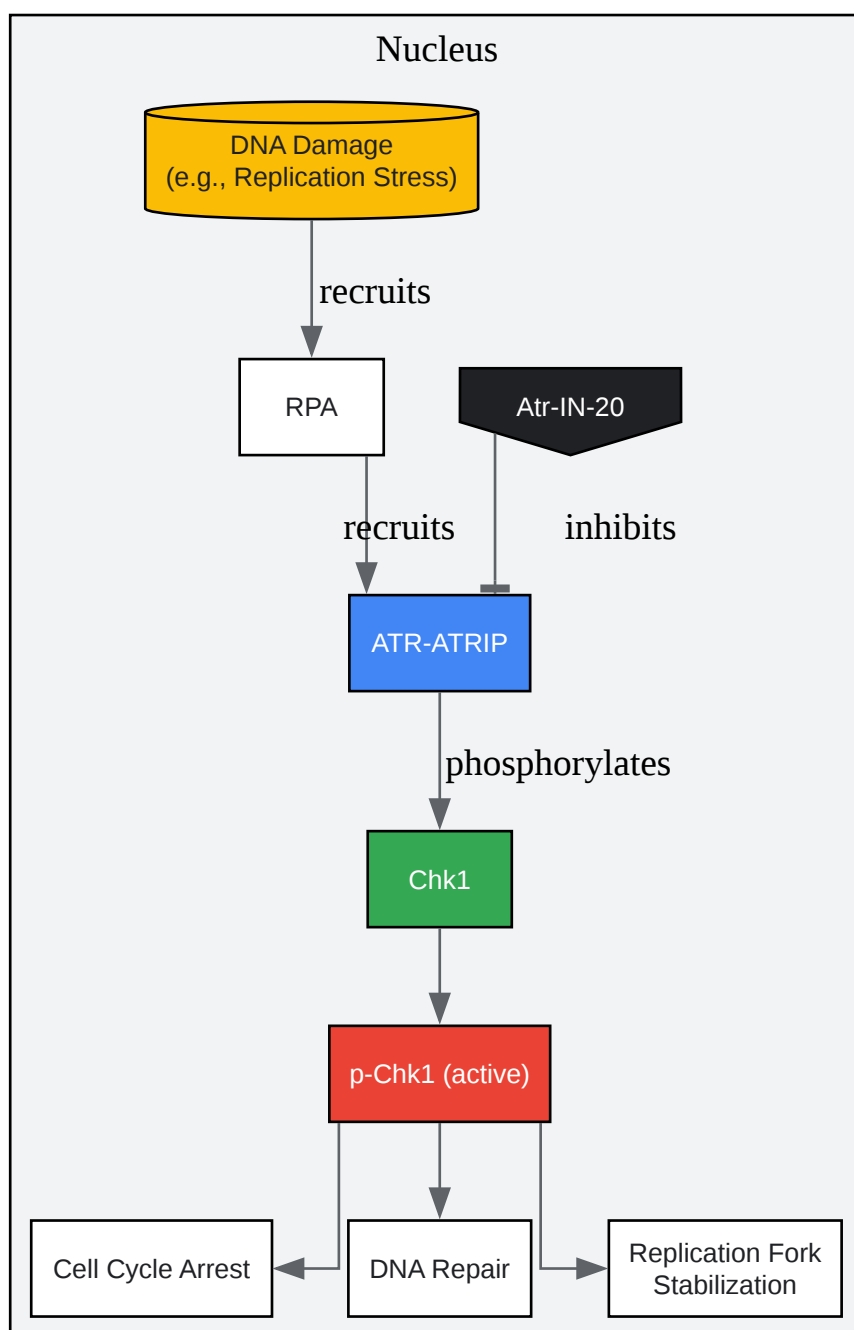 Nucleus
DNA Damage
(e.g., Replication Stress)
recruits
RPA
Atr-IN-20
recruits
inhibits
ATR-ATRIP
phosphorylates
Chk1
p-Chk1 (active)
Cell Cycle Arrest
DNA Repair
Replication Fork
Stabilization